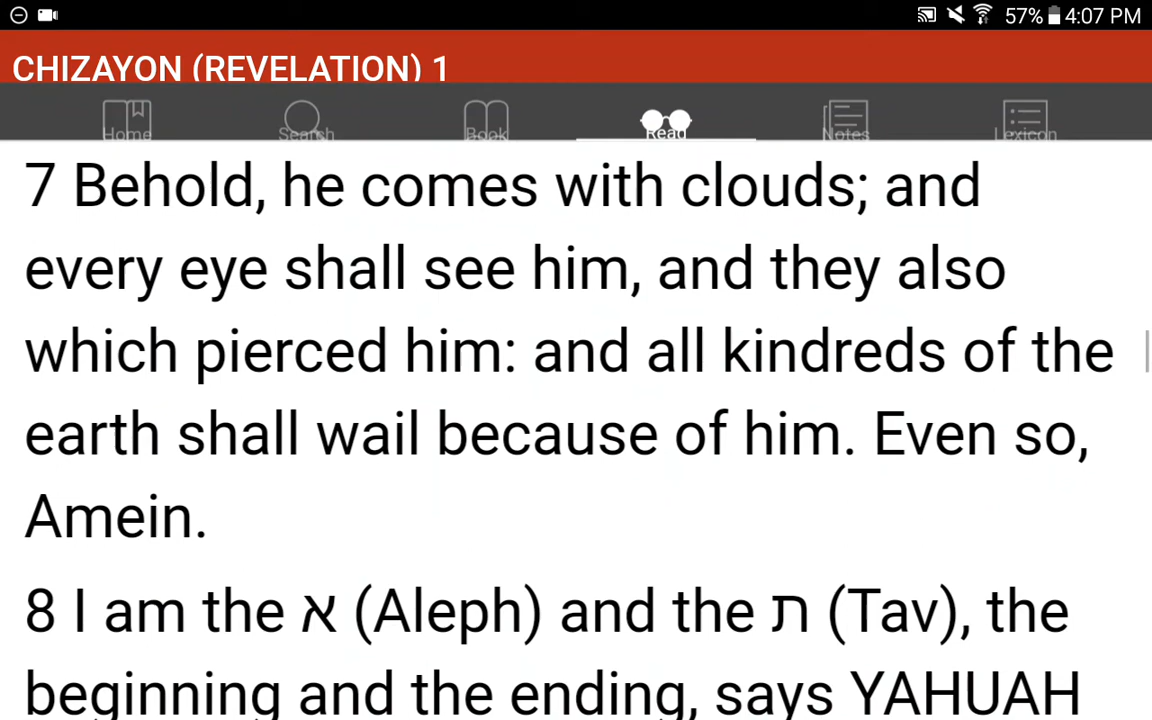 57% 4:07 PM
CHIZAYON (REVELATION) 1
Home Search Book Read Notes Lexicon
7 Behold, he comes with clouds; and
every eye shall see him, and they also
which pierced him: and all kindreds of the
earth shall wail because of him. Even so,
Amein.
8 I am the א (Aleph) and the ת (Tav), the
beginning and the ending, says YAHUAH